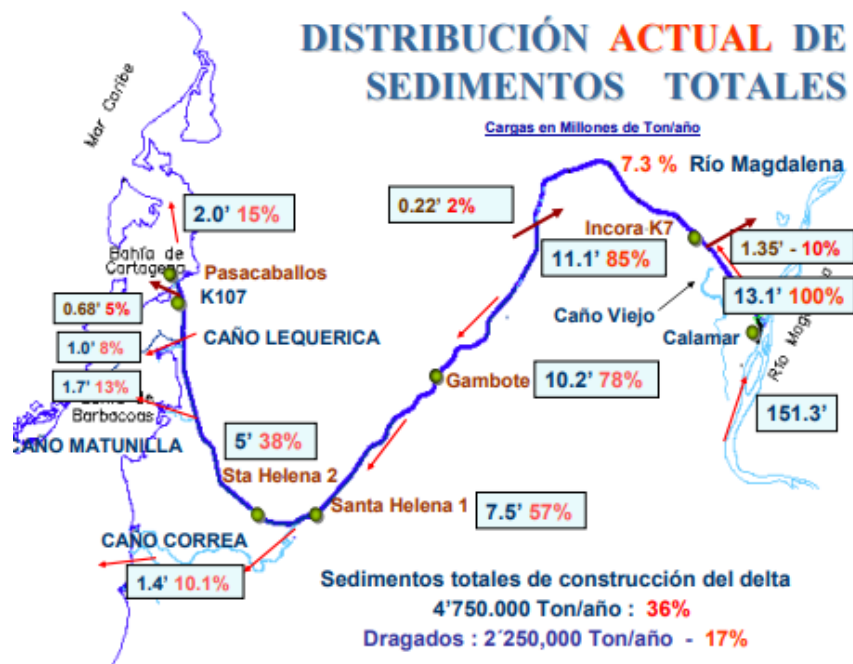 DISTRIBUCIÓN ACTUAL DE
SEDIMENTOS TOTALES
Cargas en Millones de Ton/año
Mar Caribe
7.3 % Río Magdalena
0.22' 2%
2.0' 15%
Incora K7
1.35' - 10%
11.1' 85%
Bahía de
Cartagena
Pasacaballos
K107
13.1' 100%
Caño Viejo
0.68' 5%
CAÑO LEQUERICA
Calamar
Río
1.0' 8%
Gambote
10.2' 78%
1.7' 13%
de
Barbacoas
151.3'
CAÑO MATUNILLA
5' 38%
Sta Helena 2
Santa Helena 1
7.5' 57%
CAÑO CORREA
1.4' 10.1%
Sedimentos totales de construcción del delta
4'750.000 Ton/año : 36%
Dragados : 2´250,000 Ton/año - 17%